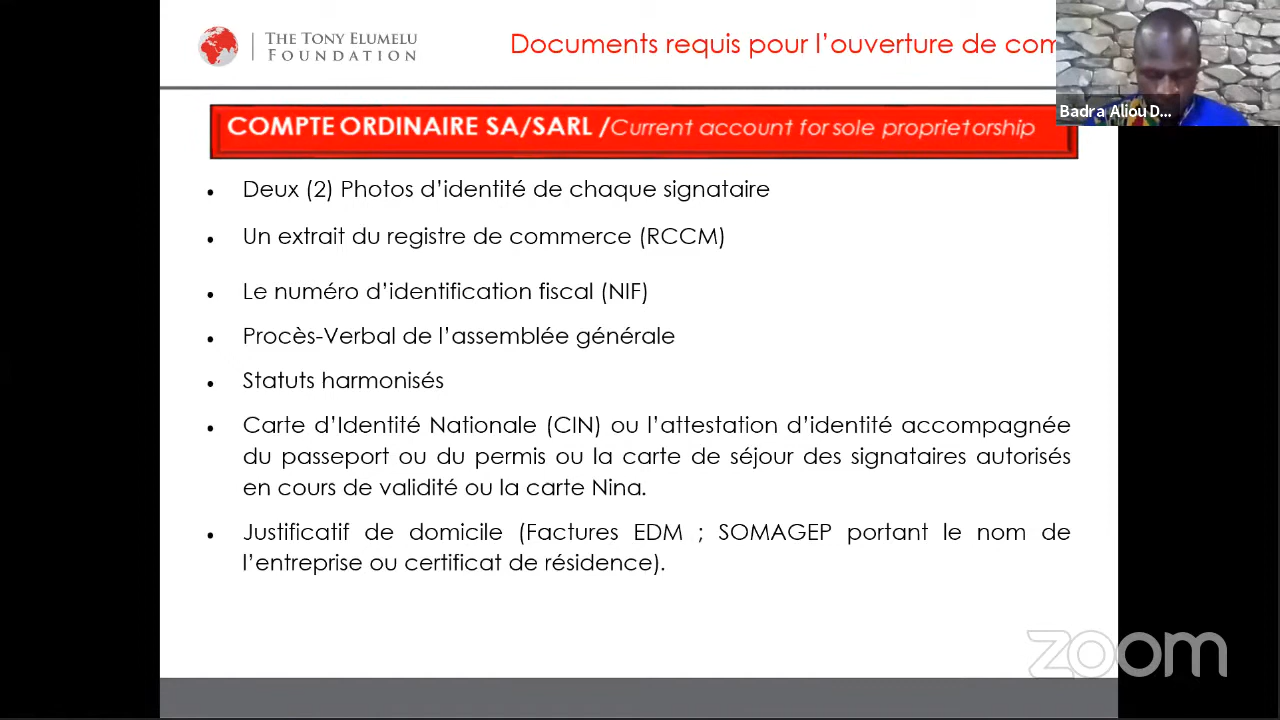 THE TONY ELUMELU
FOUNDATION
Documents requis pour l’ouverture de com
Badra Aliou D...
COMPTE ORDINAIRE SA/SARL /Current account for sole proprietorship
• Deux (2) Photos d’identité de chaque signataire
• Un extrait du registre de commerce (RCCM)
• Le numéro d’identification fiscal (NIF)
• Procès-Verbal de l’assemblée générale
• Statuts harmonisés
• Carte d’Identité Nationale (CIN) ou l’attestation d’identité accompagnée
du passeport ou du permis ou la carte de séjour des signataires autorisés
en cours de validité ou la carte Nina.
• Justificatif de domicile (Factures EDM ; SOMAGEP portant le nom de
l’entreprise ou certificat de résidence).
zoom